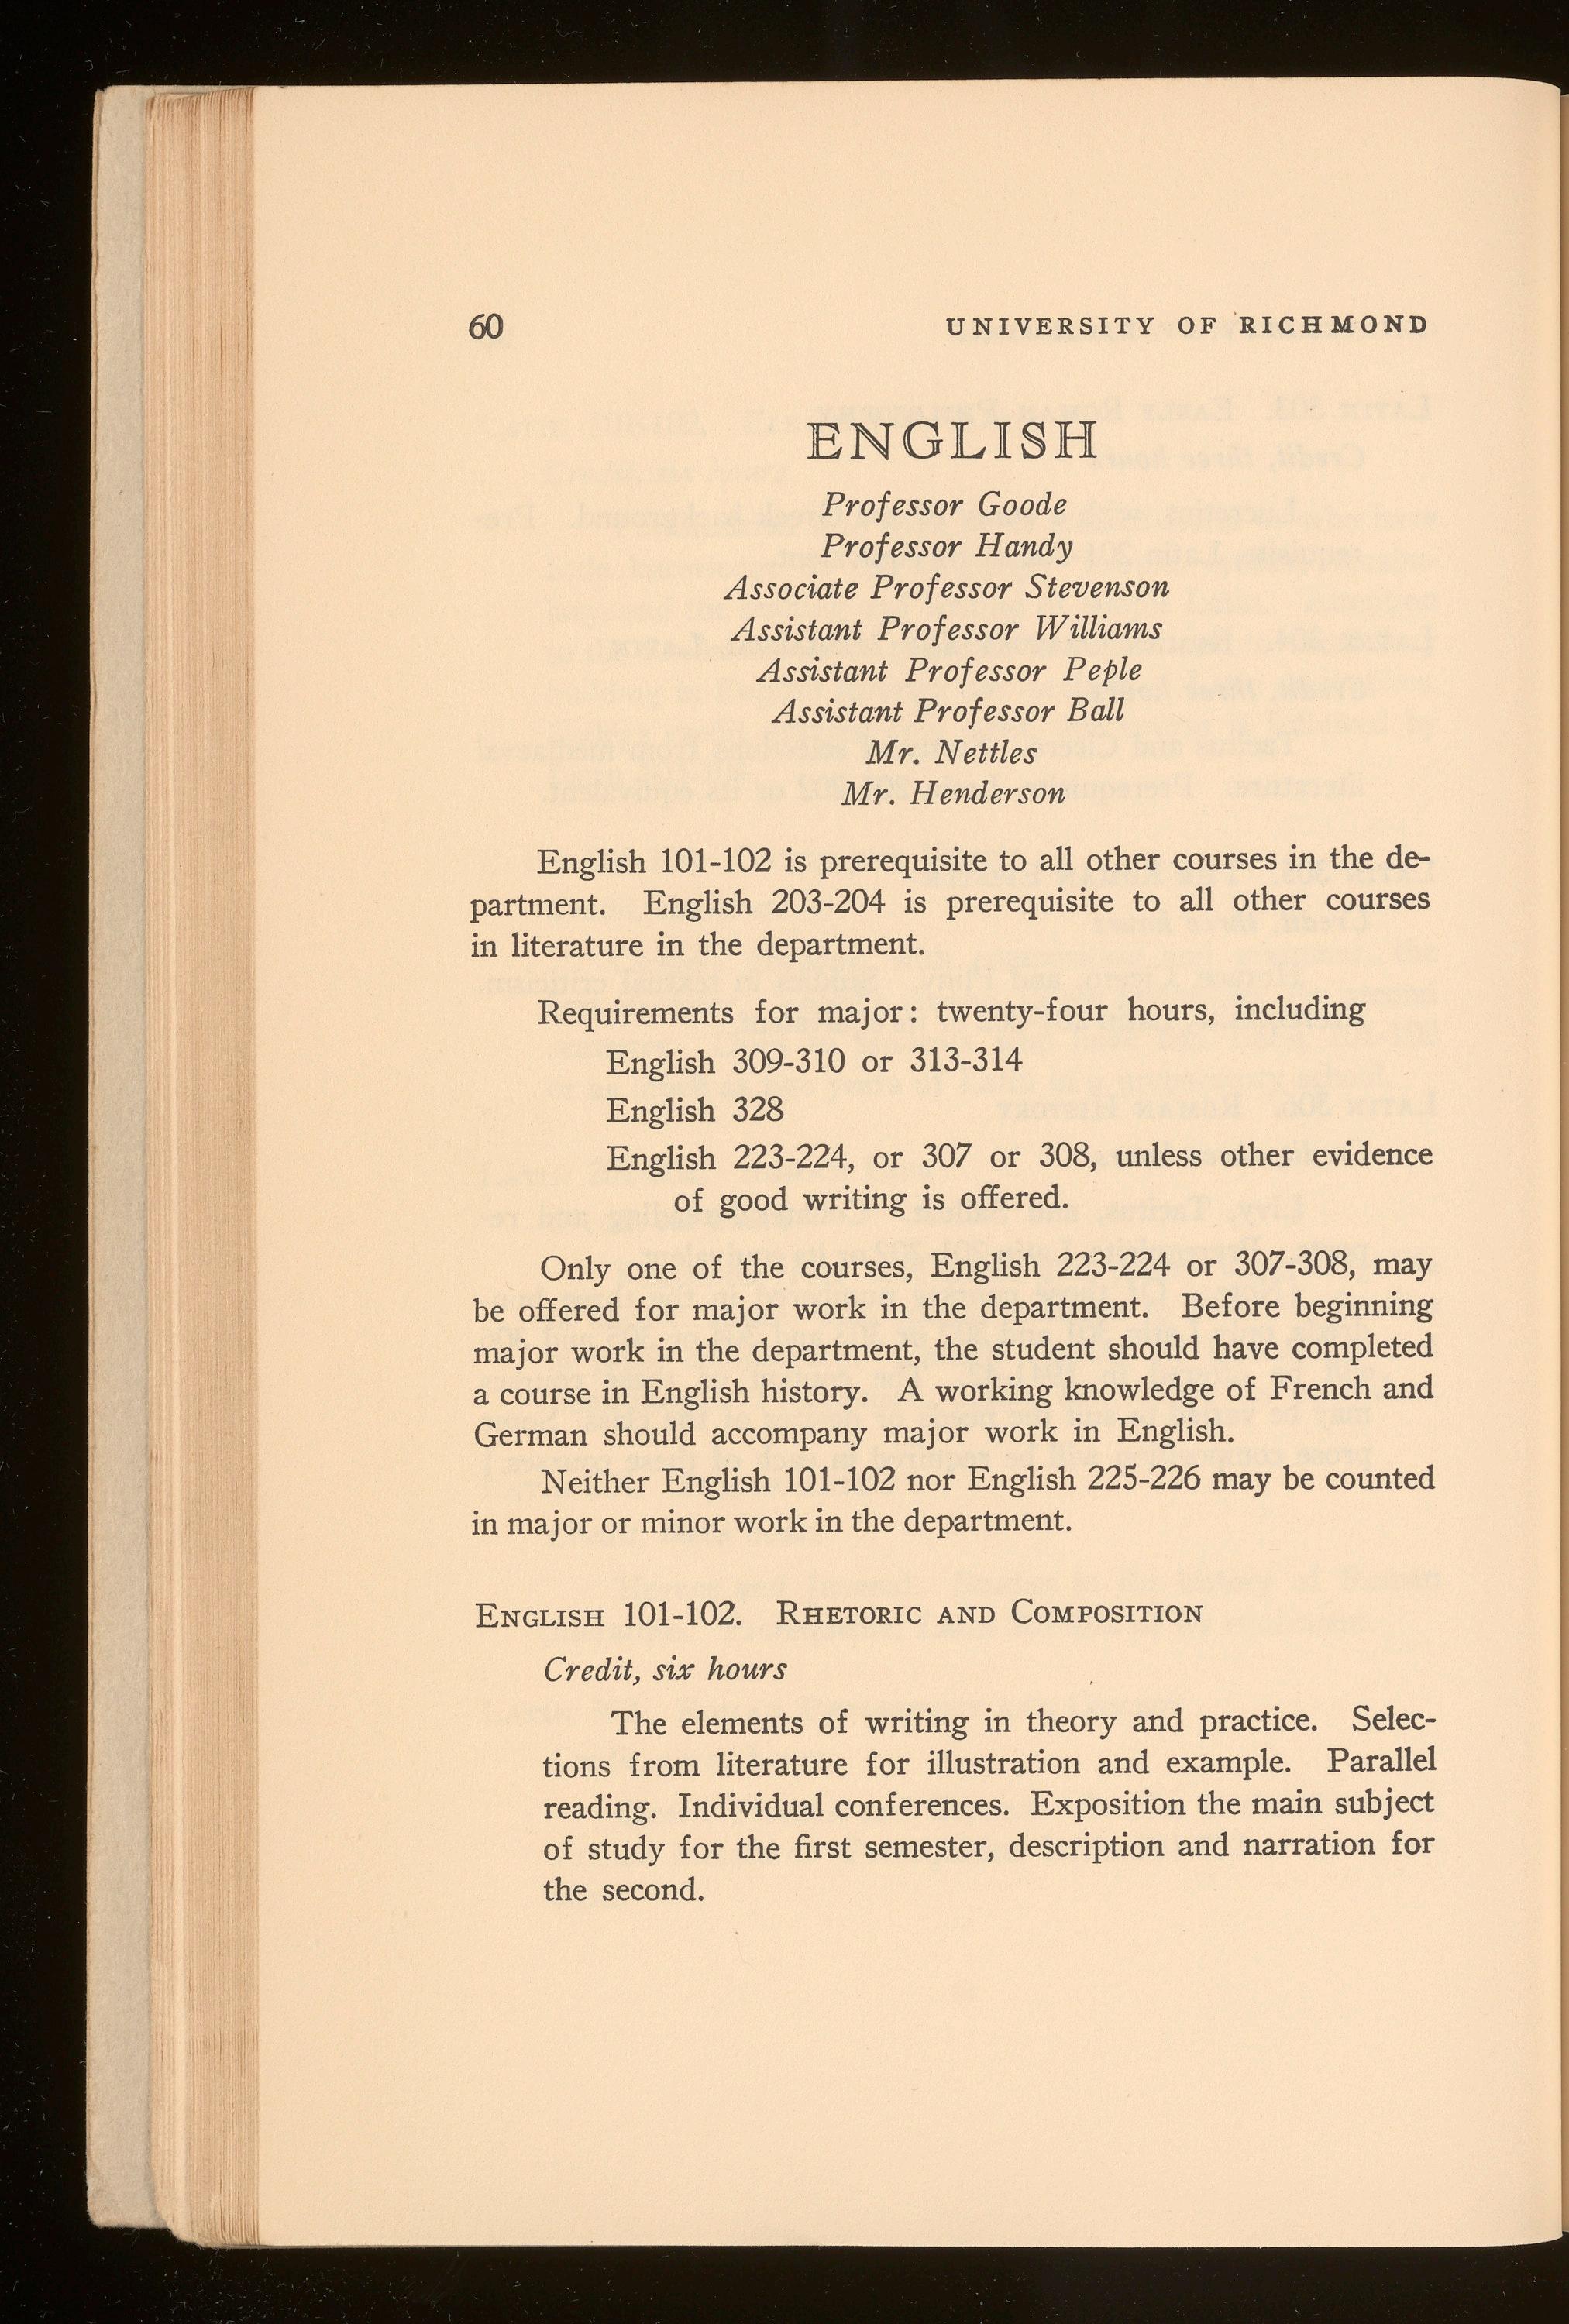 60 UNIVERSITY OF RICHMOND
ENGLISH
Professor Goode
Professor Handy
Associate Professor Stevenson
Assistant Professor Williams
Assistant Professor Peple
Assistant Professor Ball
Mr. Nettles
Mr. Henderson
English 101-102 is prerequisite to all other courses in the de-
partment. English 203-204 is prerequisite to all other courses
in literature in the department.
Requirements for major: twenty-four hours, including
English 309-310 or 313-314
English 328
English 223-224, or 307 or 308, unless other evidence
of good writing is offered.
Only one of the courses, English 223-224 or 307-308, may
be offered for major work in the department. Before beginning
major work in the department, the student should have completed
a course in English history. A working knowledge of French and
German should accompany major work in English.
Neither English 101-102 nor English 225-226 may be counted
in major or minor work in the department.
ENGLISH 101-102. RHETORIC AND COMPOSITION
Credit, six hours
The elements of writing in theory and practice. Selec-
tions from literature for illustration and example. Parallel
reading. Individual conferences. Exposition the main subject
of study for the first semester, description and narration for
the second.